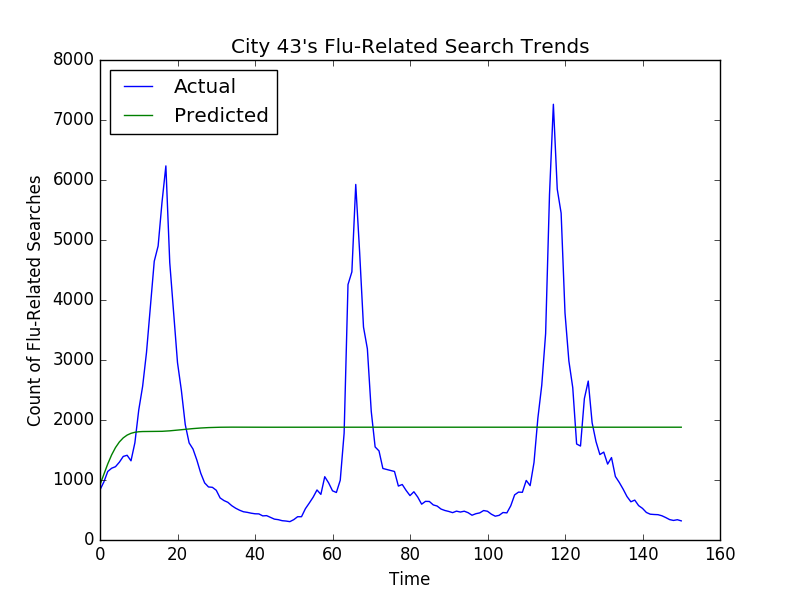 City 43's Flu-Related Search Trends
Actual
Predicted
8000
7000
6000
5000
4000
3000
2000
1000
0
Count of Flu-Related Searches
0 20 40 60 80 100 120 140 160
Time